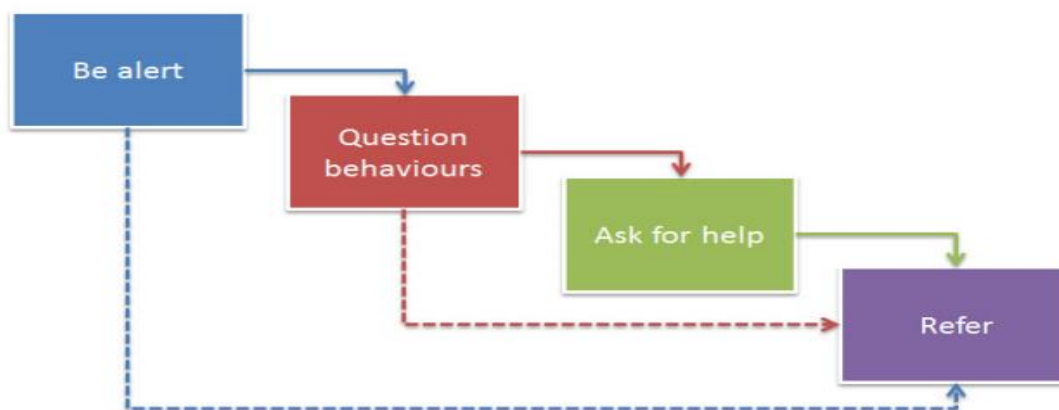 Be alert
Question
behaviours
Ask for help
Refer